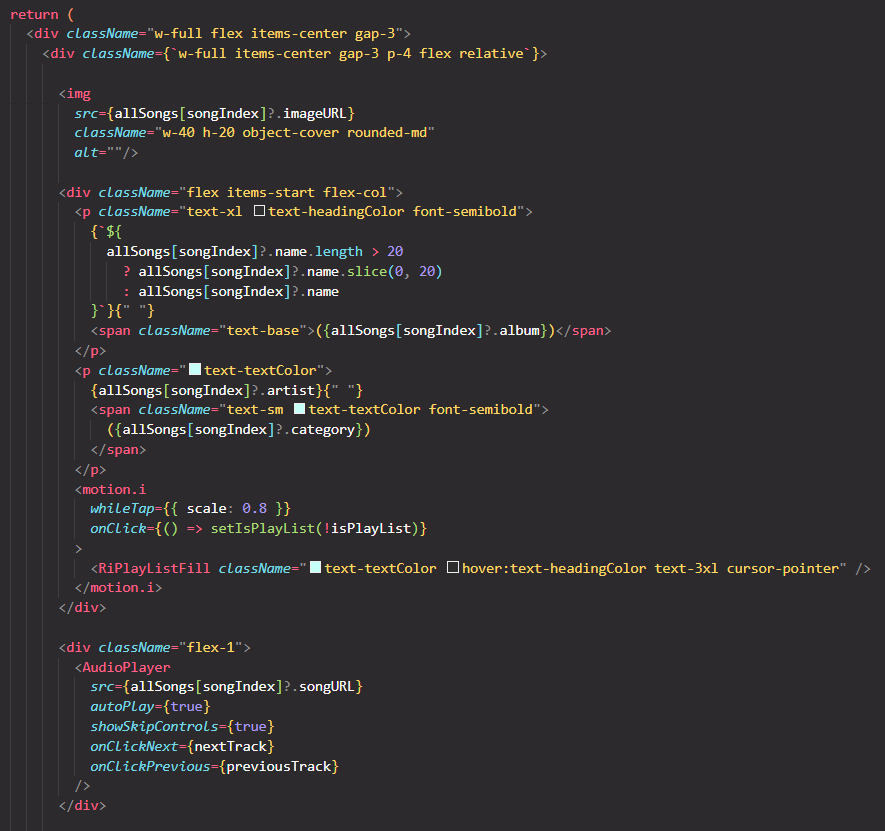 return (
<div className="w-full flex items-center gap-3">
<div className={`w-full items-center gap-3 p-4 flex relative`}>
<img
src={allSongs[songIndex]?.imageURL}
className="w-40 h-20 object-cover rounded-md"
alt=""/>
<div className="flex items-start flex-col">
<p className="text-xl text-headingColor font-semibold">
{`${
allSongs[songIndex]?.name.length > 20
? allSongs[songIndex]?.name.slice(0, 20)
: allSongs[songIndex]?.name
}`}{" "}
<span className="text-base">({allSongs[songIndex]?.album})</span>
</p>
<p className="text-textColor">
{allSongs[songIndex]?.artist}{" "}
<span className="text-sm text-textColor font-semibold">
({allSongs[songIndex]?.category})
</span>
</p>
<motion.i
whileTap={{ scale: 0.8 }}
onClick={() => setIsPlayList(!isPlayList)}
>
<RiPlayListFill className="text-textColor hover:text-headingColor text-3xl cursor-pointer" />
</motion.i>
</div>
<div className="flex-1">
<AudioPlayer
src={allSongs[songIndex]?.songURL}
autoPlay={true}
showSkipControls={true}
onClickNext={nextTrack}
onClickPrevious={previousTrack}
/>
</div>